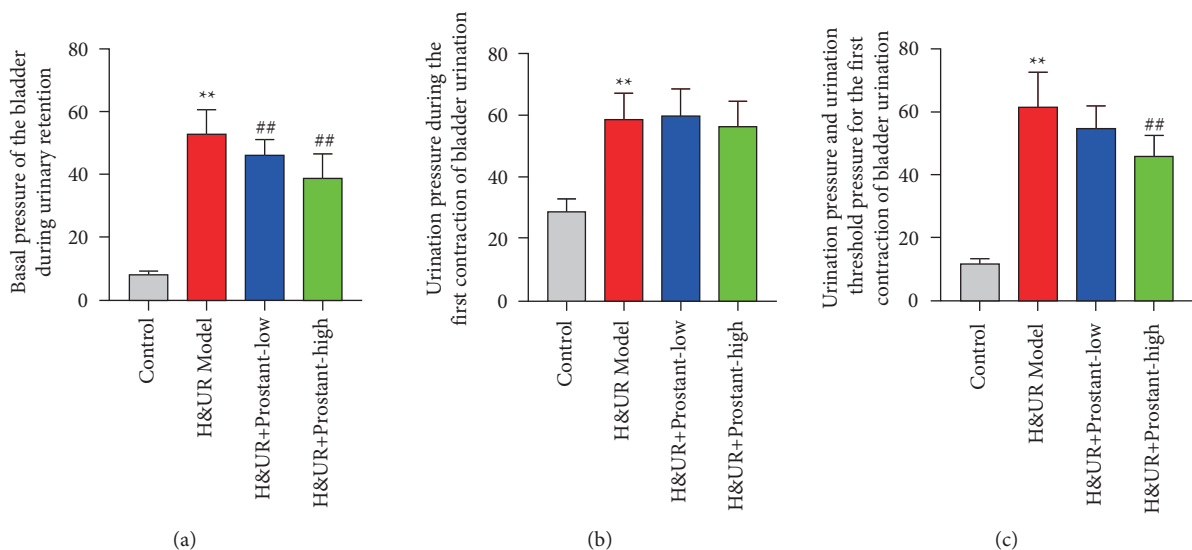 Basal pressure of the bladder
during urinary retention
80
60
40
20
0
**
##
##
Control
H&UR Model
H&UR+Prostant-low
H&UR+Prostant-high
(a)
Urination pressure during the
first contraction of bladder urination
80
60
40
20
0
**
Control
H&UR Model
H&UR+Prostant-low
H&UR+Prostant-high
(b)
Urination pressure and urination
threshold pressure for the first
contraction of bladder urination
80
60
40
20
0
**
##
Control
H&UR Model
H&UR+Prostant-low
H&UR+Prostant-high
(c)